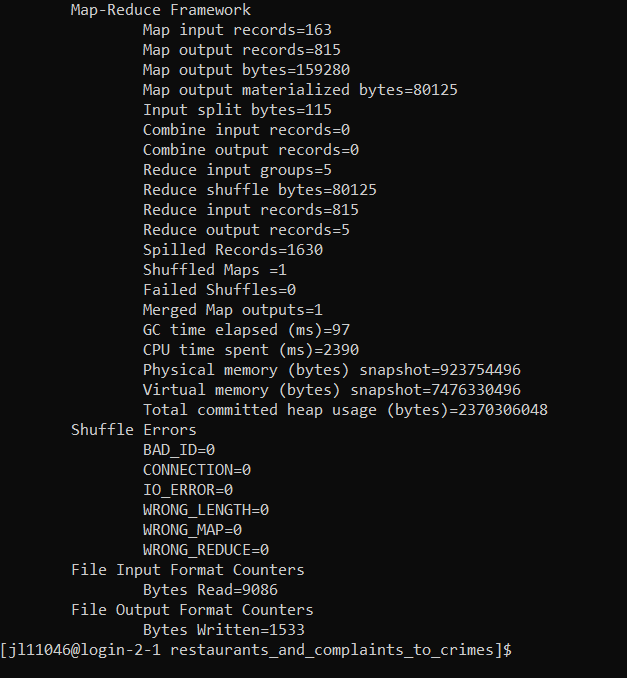 Map-Reduce Framework
Map input records=163
Map output records=815
Map output bytes=159280
Map output materialized bytes=80125
Input split bytes=115
Combine input records=0
Combine output records=0
Reduce input groups=5
Reduce shuffle bytes=80125
Reduce input records=815
Reduce output records=5
Spilled Records=1630
Shuffled Maps =1
Failed Shuffles=0
Merged Map outputs=1
GC time elapsed (ms)=97
CPU time spent (ms)=2390
Physical memory (bytes) snapshot=923754496
Virtual memory (bytes) snapshot=7476330496
Total committed heap usage (bytes)=2370306048
Shuffle Errors
BAD_ID=0
CONNECTION=0
IO_ERROR=0
WRONG_LENGTH=0
WRONG_MAP=0
WRONG_REDUCE=0
File Input Format Counters
Bytes Read=9086
File Output Format Counters
Bytes Written=1533
[jl11046@login-2-1 restaurants_and_complaints_to_crimes]$